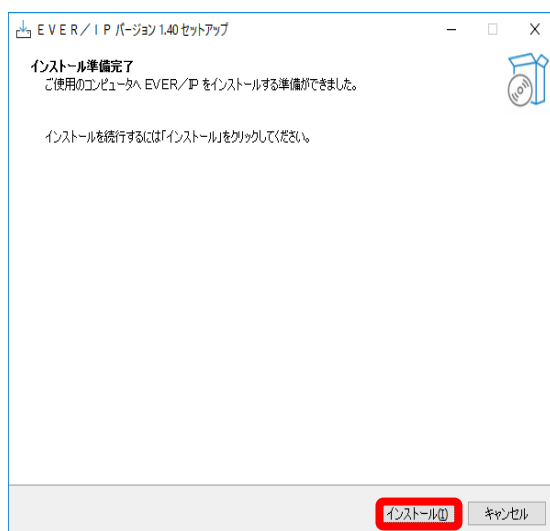 ＥＶＥＲ／ＩＰ バージョン 1.40 セットアップ
インストール準備完了
ご使用のコンピュータへ EVER／IP をインストールする準備ができました。
インストールを続行するには「インストール」をクリックしてください。
インストール(I) キャンセル